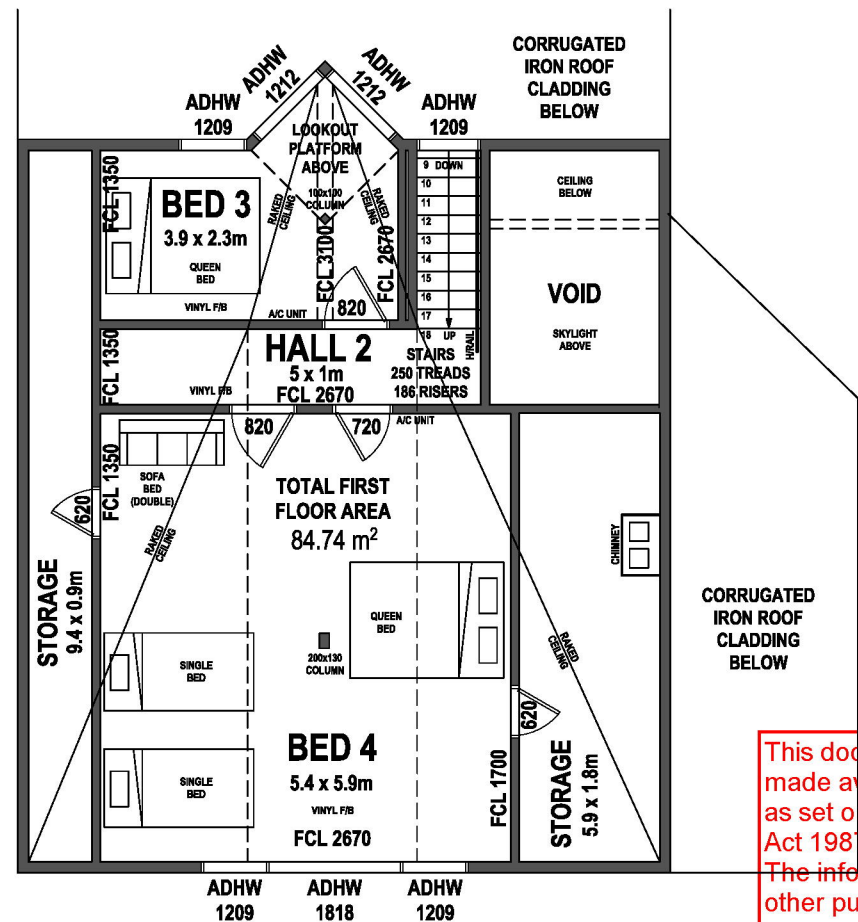 CORRUGATED
IRON ROOF
CLADDING
BELOW
ADHW
1212
ADHW
1212
ADHW
1209
ADHW
1209
LOOKOUT
PLATFORM
ABOVE
100x100
COLUMN
FCL 1350
BED 3
3.9 x 2.3m
QUEEN
BED
VINYL F/B
A/C UNIT
RAKED
CEILING
FCL 3100
RAKED
CEILING
FCL 2670
820
9 DOWN
10
11
12
13
14
15
16
17
18 UP
H/RAIL
STAIRS
250 TREADS
186 RISERS
CEILING
BELOW
VOID
SKYLIGHT
ABOVE
FCL 1350
HALL 2
5 x 1m
FCL 2670
VINYL F/B
820
720
A/C UNIT
FCL 1350
SOFA
BED
(DOUBLE)
RAKED
CEILING
620
STORAGE
9.4 x 0.9m
TOTAL FIRST
FLOOR AREA
84.74 m²
QUEEN
BED
200x130
COLUMN
SINGLE
BED
SINGLE
BED
BED 4
5.4 x 5.9m
VINYL F/B
FCL 2670
FCL 1700
RAKED
CEILING
620
STORAGE
5.9 x 1.8m
CHIMNEY
CORRUGATED
IRON ROOF
CLADDING
BELOW
ADHW
1209
ADHW
1818
ADHW
1209
This doc
made av
as set o
Act 1987
The info
other pu